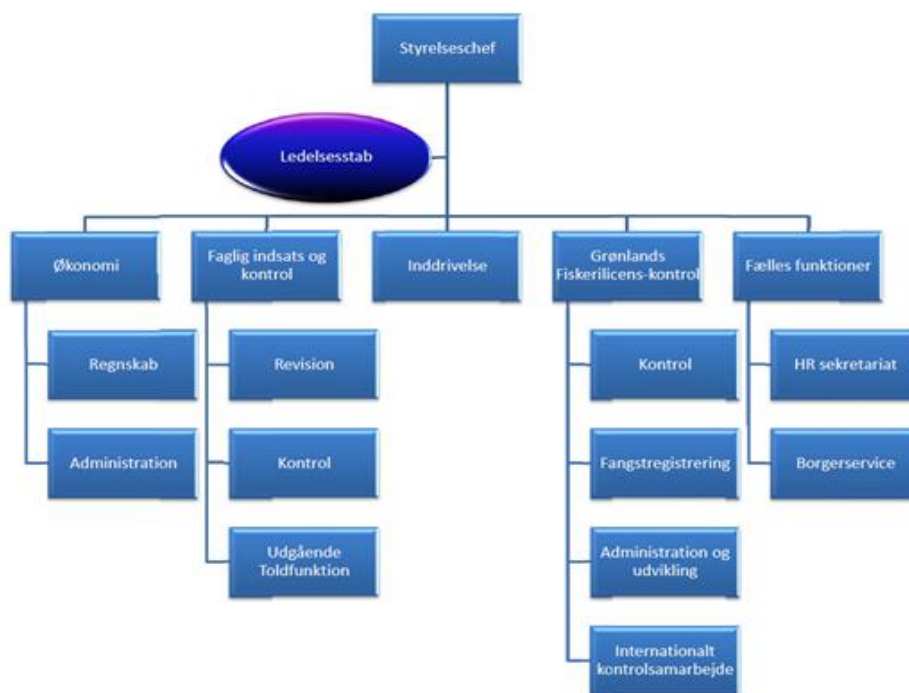 Styrelseschef
Ledelsesstab
Økonomi
Faglig indsats og
kontrol
Inddrivelse
Grønlands
Fiskerilicens-kontrol
Fælles funktioner
Regnskab
Administration
Revision
Kontrol
Udgående
Toldfunktion
Kontrol
Fangstregistrering
Administration og
udvikling
Internationalt
kontrolsamarbejde
HR sekretariat
Borgerservice